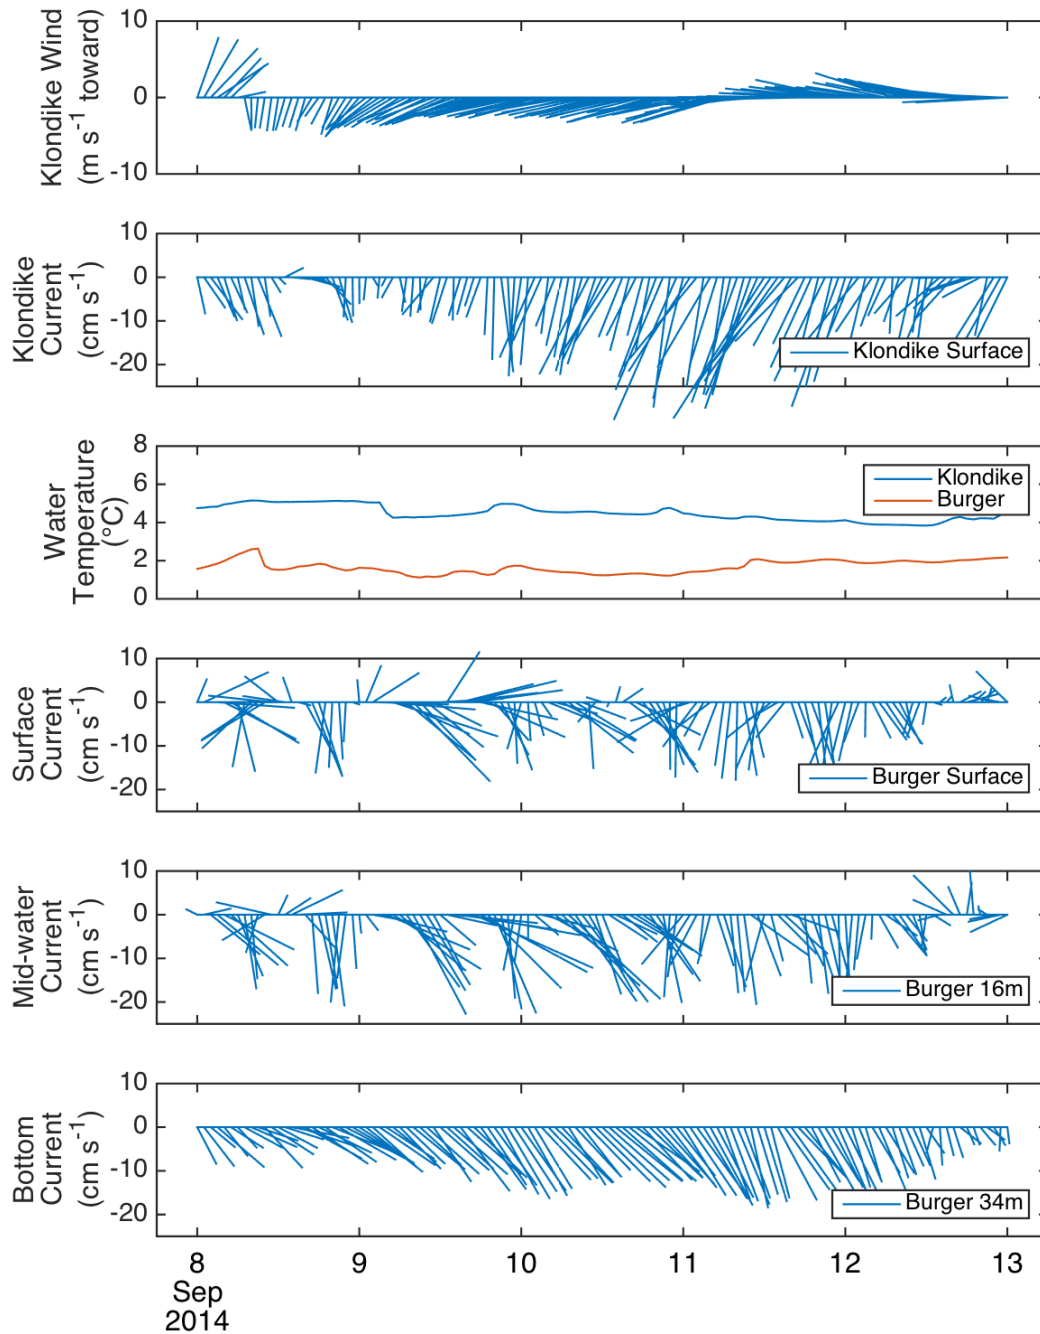 Klondike Wind
(m s-1 toward)
10
0
-10
Klondike
Current
(cm s-1)
10
0
-10
-20
Klondike Surface
Water
Temperature
(°C)
8
6
4
2
0
Klondike
Burger
Surface
Current
(cm s-1)
10
0
-10
-20
Burger Surface
Mid-water
Current
(cm s-1)
10
0
-10
-20
Burger 16m
Bottom
Current
(cm s-1)
10
0
-10
-20
Burger 34m
8 9 10 11 12 13
Sep
2014